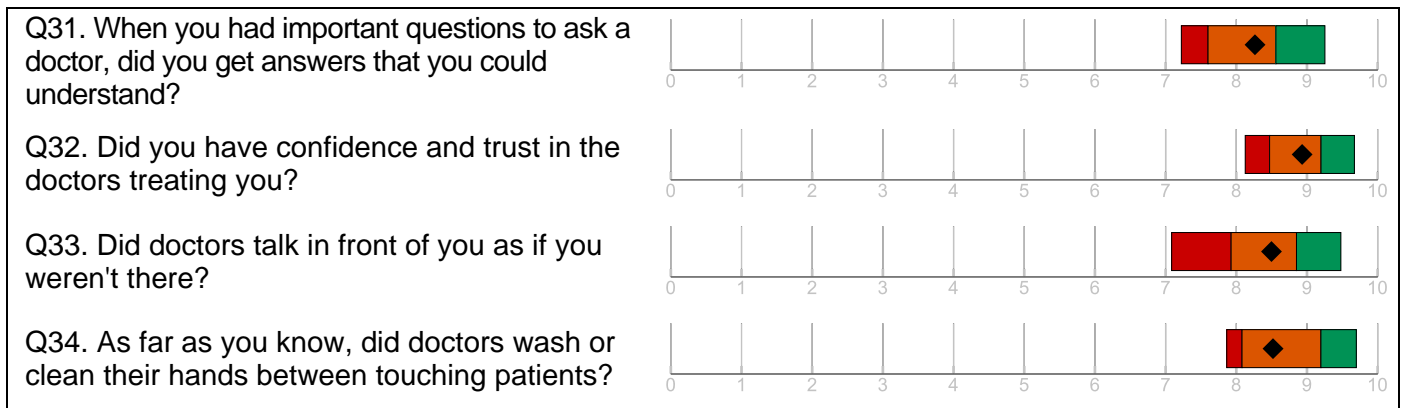 Q31. When you had important questions to ask a
doctor, did you get answers that you could
understand?
0 1 2 3 4 5 6 7 8 9 10
Q32. Did you have confidence and trust in the
doctors treating you?
0 1 2 3 4 5 6 7 8 9 10
Q33. Did doctors talk in front of you as if you
weren't there?
0 1 2 3 4 5 6 7 8 9 10
Q34. As far as you know, did doctors wash or
clean their hands between touching patients?
0 1 2 3 4 5 6 7 8 9 10